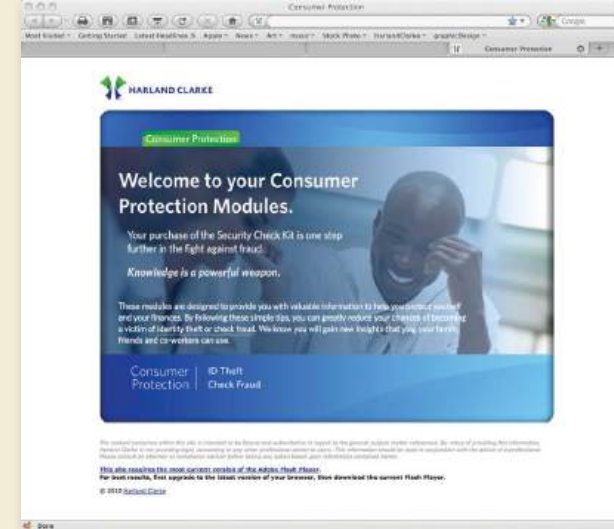 Consumer Protection
Google
Most Visited Getting Started Latest Headlines Apple News Art music Stock Photo HarlandClarke graphicDesign
Consumer Protection
HARLAND CLARKE
Consumer Protection
Welcome to your Consumer
Protection Modules.
Your purchase of the Security Check Kit is one step
further in the fight against fraud.
Knowledge is a powerful weapon.
These modules are designed to provide you with valuable information to help you protect yourself
and your finances. By following these simple tips, you can greatly reduce your chances of becoming
a victim of identity theft or check fraud. We know you will gain new insights that you, your family,
friends and co-workers can use.
Consumer
Protection
ID Theft
Check Fraud
This site requires the most current version of the Adobe Flash Player.
For best results, first upgrade to the latest version of your browser, then download the current Flash Player.
© 2010 Harland Clarke
Done